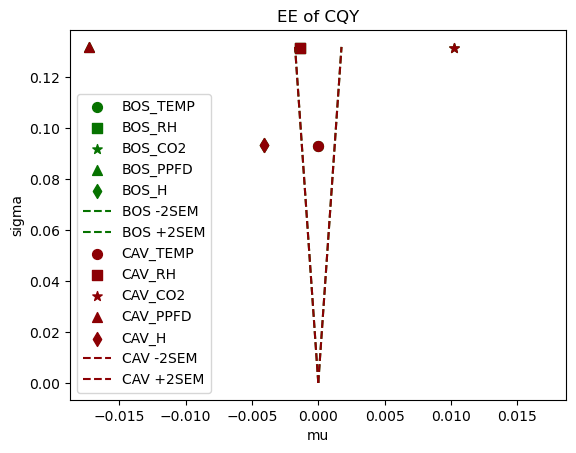 EE of CQY
sigma
0.12
0.10
0.08
0.06
0.04
0.02
0.00
BOS_TEMP
BOS_RH
BOS_CO2
BOS_PPFD
BOS_H
BOS -2SEM
BOS +2SEM
CAV_TEMP
CAV_RH
CAV_CO2
CAV_PPFD
CAV_H
CAV -2SEM
CAV +2SEM
−0.015 −0.010 −0.005 0.000 0.005 0.010 0.015
mu